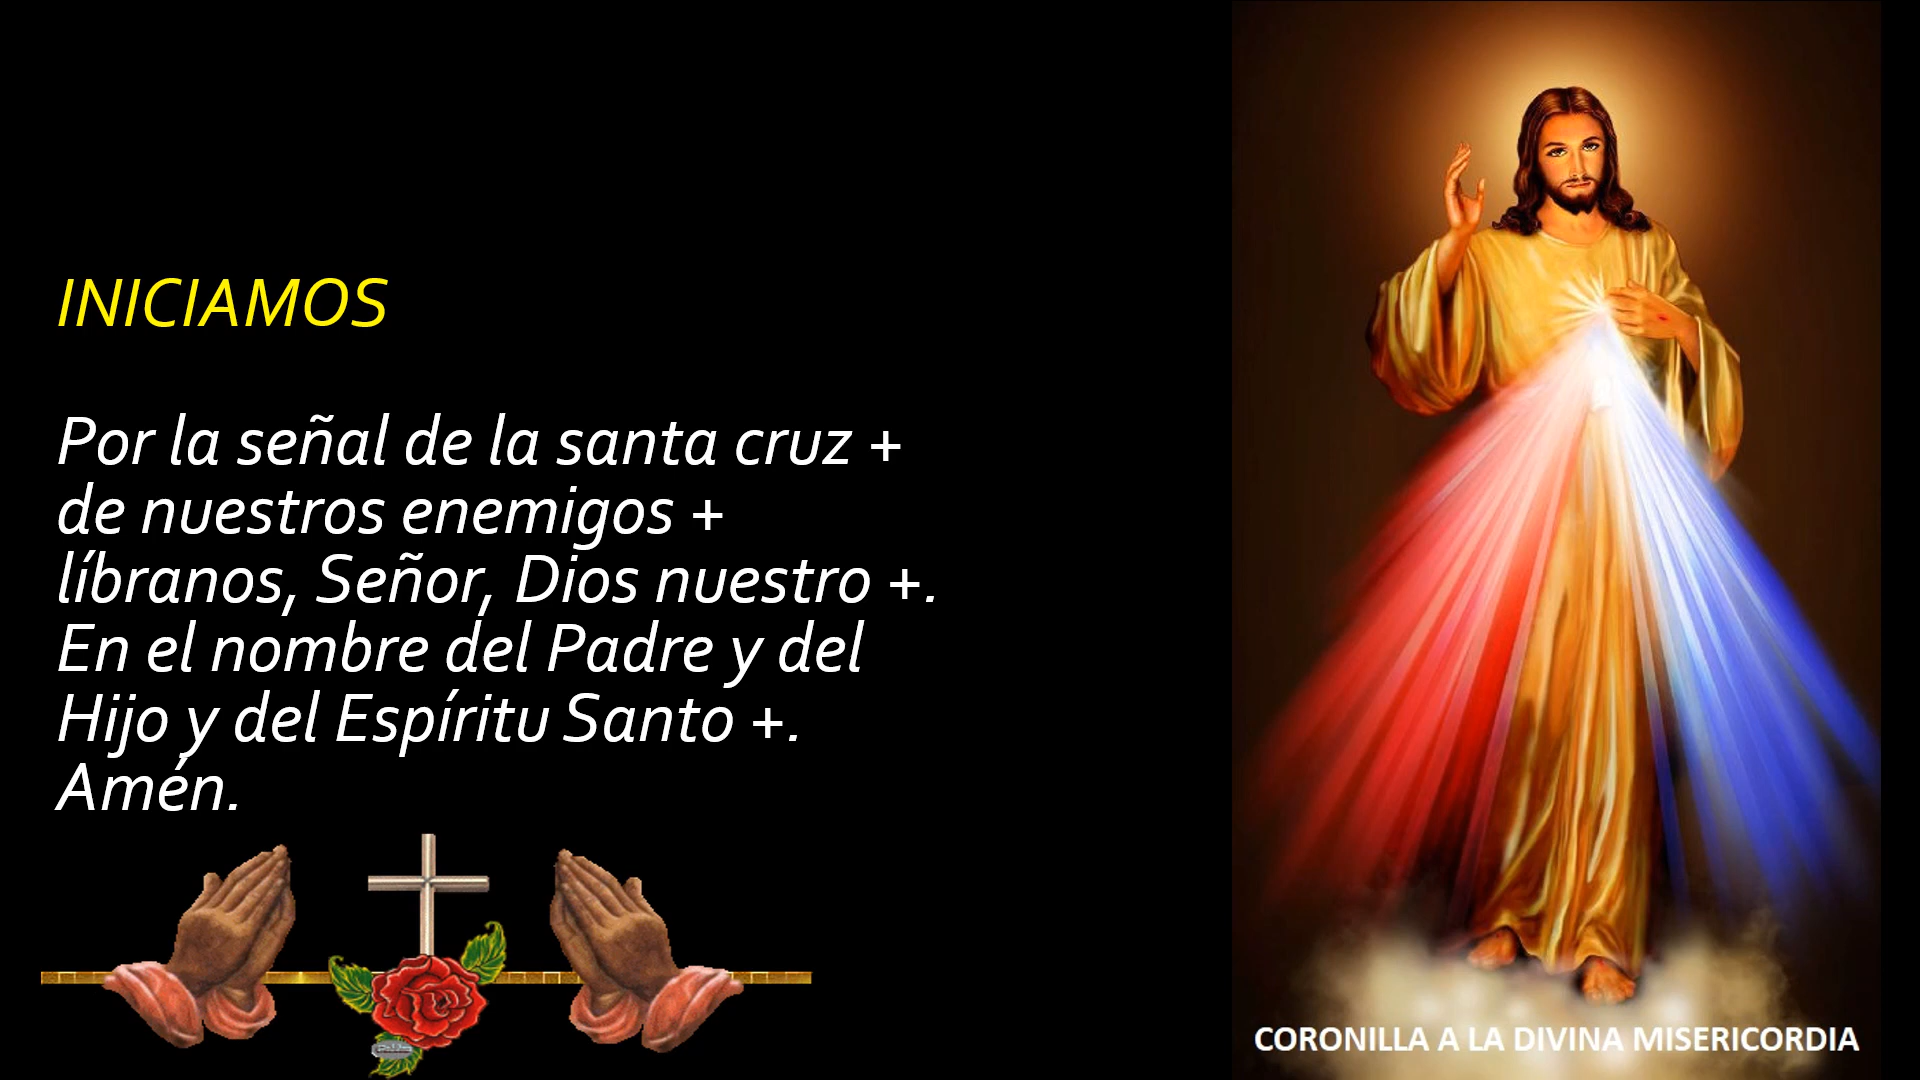 INICIAMOS
Por la señal de la santa cruz +
de nuestros enemigos +
líbranos, Señor, Dios nuestro +.
En el nombre del Padre y del
Hijo y del Espíritu Santo +.
Amén.
CORONILLA A LA DIVINA MISERICORDIA